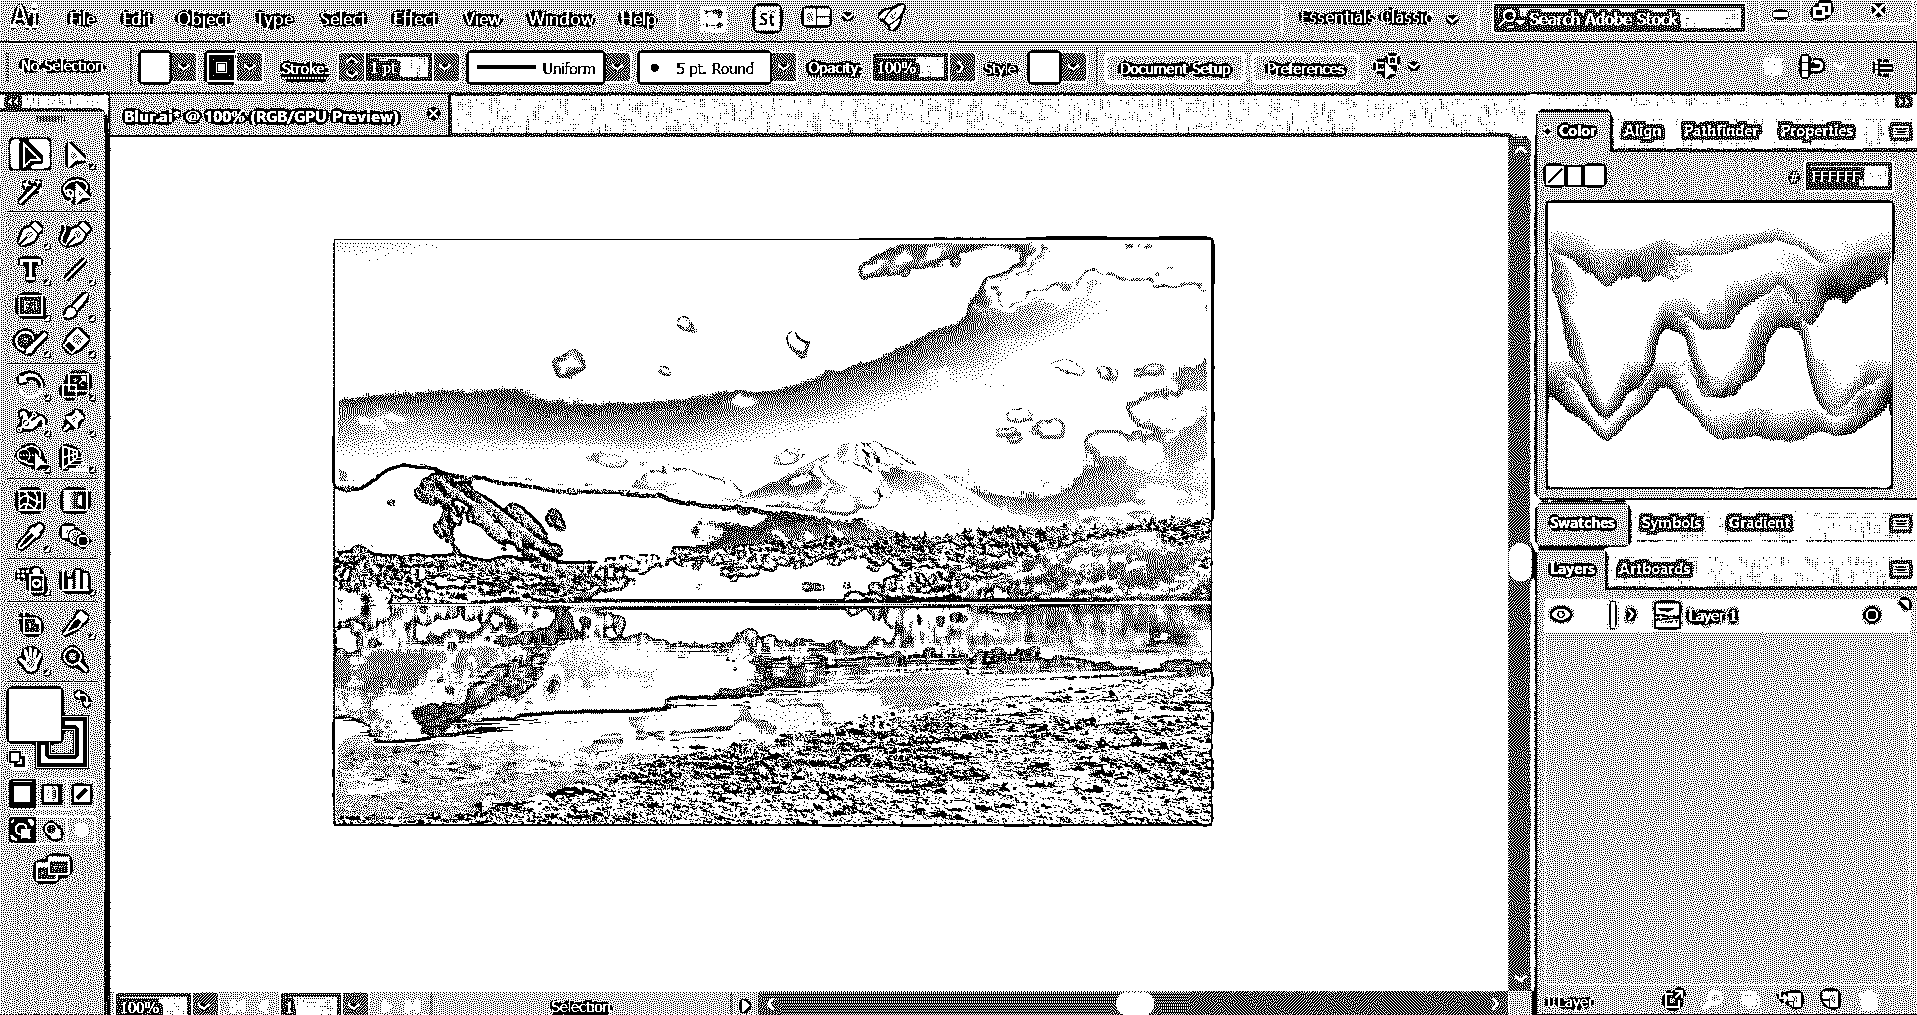 Ai File Edit Object Type Select Effect View Window Help St Essentials Classic Search Adobe Stock
No Selection Stroke: 1 pt Uniform 5 pt. Round Opacity: 100% Style: Document Setup Preferences
Blur.ai* @ 100% (RGB/GPU Preview)
Color Align Pathfinder Properties
# FFFFFF
Swatches Symbols Gradient
Layers Artboards
Layer 1
100% 1 Selection 1 Layer